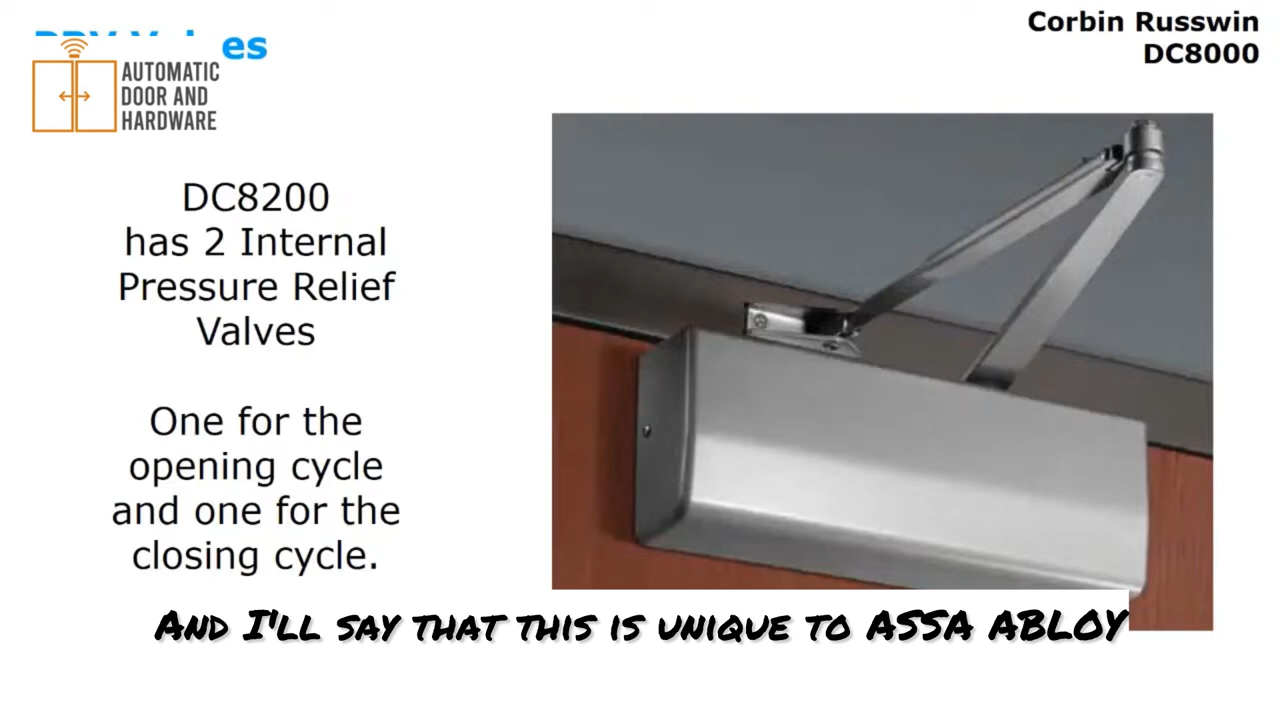 es
Corbin Russwin
DC8000
AUTOMATIC
DOOR AND
HARDWARE
DC8200
has 2 Internal
Pressure Relief
Valves
One for the
opening cycle
and one for the
closing cycle.
AND I'LL SAY THAT THIS IS UNIQUE TO ASSA ABLOY